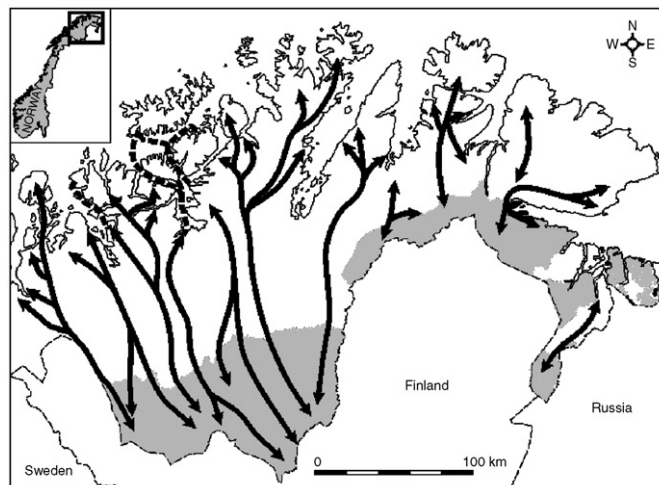 NORWAY
N
W E
S
Finland
Russia
Sweden
0 100 km